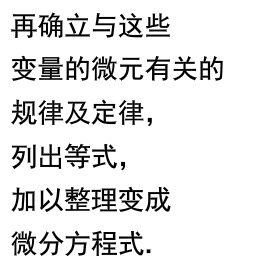 再确立与这些
变量的微元有关的
规律及定律，
列出等式，
加以整理变成
微分方程式.